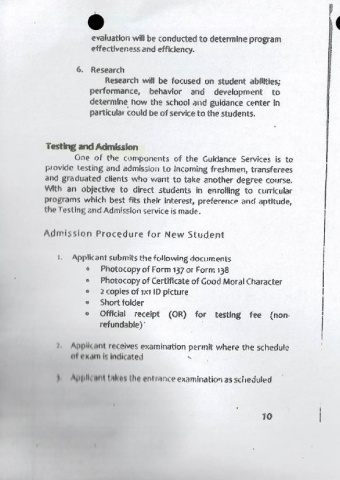 evaluation will be conducted to determine program
effectiveness and efficiency.
6. Research
Research will be focused on student abilities;
performance, behavior and development to
determine how the school and guidance center in
particular could be of service to the students.
Testing and Admission
One of the components of the Guidance Services is to
provide testing and admission to incoming freshmen, transferees
and graduated clients who want to take another degree course.
With an objective to direct students in enrolling to curricular
programs which best fits their interest, preference and aptitude,
the Testing and Admission service is made.
Admission Procedure for New Student
1. Applicant submits the following documents
• Photocopy of Form 137 or Form 138
• Photocopy of Certificate of Good Moral Character
• 2 copies of 1x1 ID picture
• Short folder
• Official receipt (OR) for testing fee (non-
refundable)
2. Applicant receives examination permit where the schedule
of exam is indicated
3. Applicant takes the entrance examination as scheduled
10